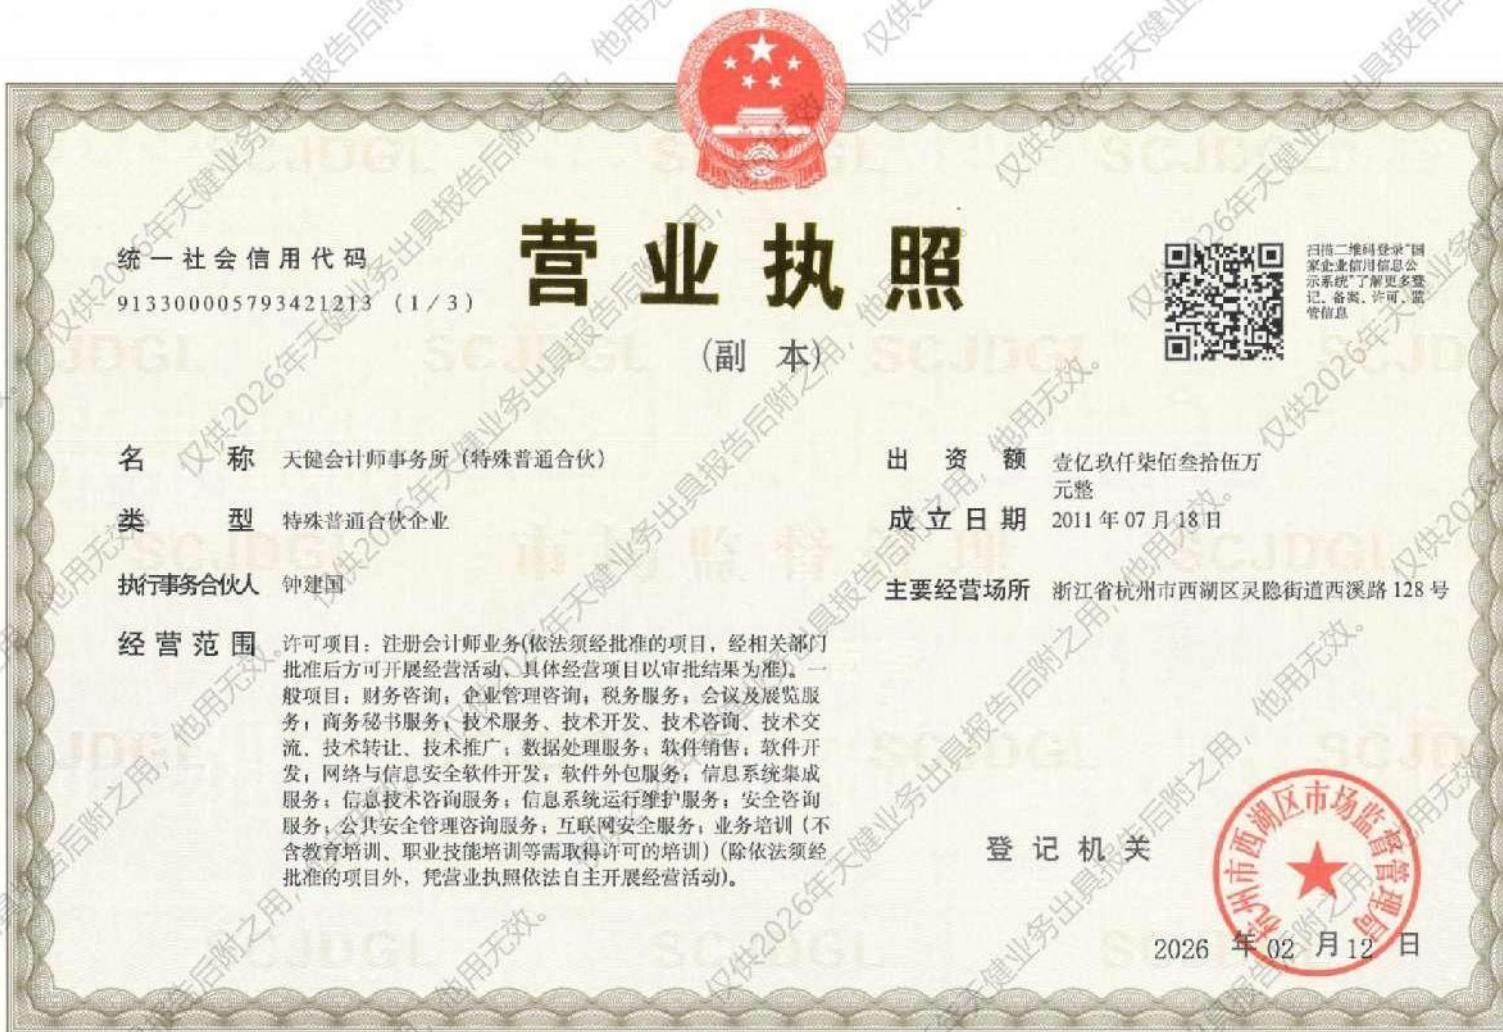 营业执照
(副 本)
统一社会信用代码
913300005793421213 (1/3)
扫描二维码登录“国
家企业信用信息公
示系统”了解更多登
记、备案、许可、监
管信息
名 称 天健会计师事务所（特殊普通合伙）
类 型 特殊普通合伙企业
执行事务合伙人 钟建国
经营范围 许可项目：注册会计师业务(依法须经批准的项目，经相关部门
批准后方可开展经营活动，具体经营项目以审批结果为准)。一
般项目：财务咨询；企业管理咨询；税务服务；会议及展览服
务；商务秘书服务；技术服务、技术开发、技术咨询、技术交
流、技术转让、技术推广；数据处理服务；软件销售；软件开
发；网络与信息安全软件开发；软件外包服务；信息系统集成
服务；信息技术咨询服务；信息系统运行维护服务；安全咨询
服务；公共安全管理咨询服务；互联网安全服务；业务培训（不
含教育培训、职业技能培训等需取得许可的培训）(除依法须经
批准的项目外，凭营业执照依法自主开展经营活动)。
出 资 额 壹亿玖仟柒佰叁拾伍万
元整
成立日期 2011年07月18日
主要经营场所 浙江省杭州市西湖区灵隐街道西溪路128号
登记机关
杭州市西湖区市场监督管理局
2026 年 02 月 12 日
仅供2026年天健业务出具报告后附之用，他用无效。
SCJDGL
市场监督管理